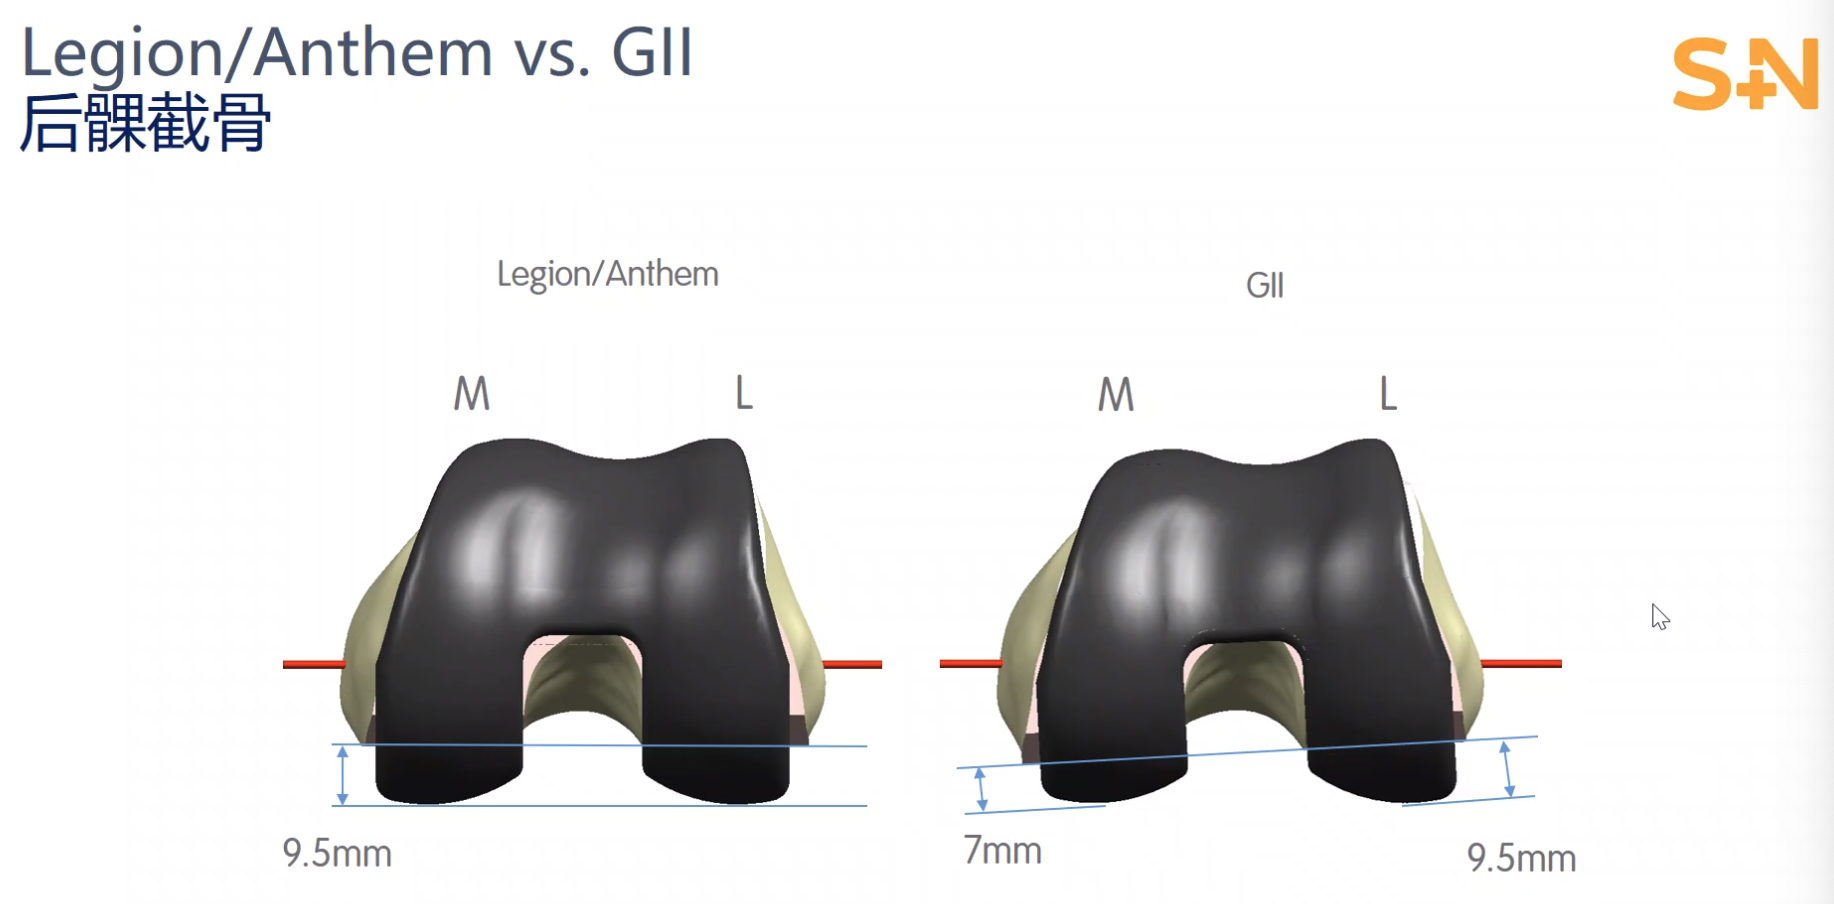 Legion/Anthem vs. GII
后髁截骨
S+N
Legion/Anthem
GII
M
L
M
L
9.5mm
7mm
9.5mm